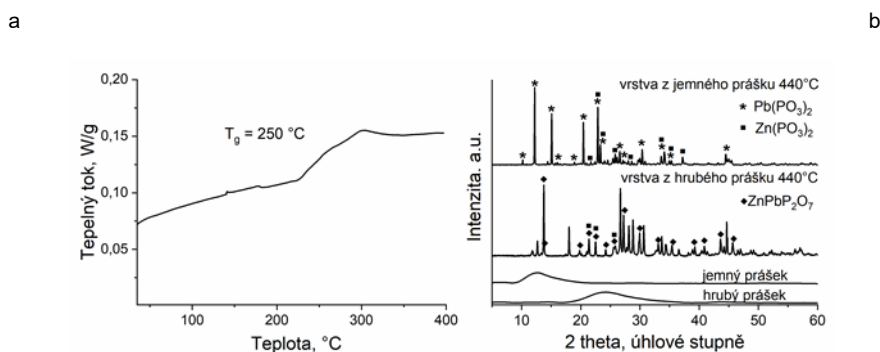 a
b
0,20
0,15
0,10
0,05
Tepelný tok, W/g
T_g = 250 °C
100
200
300
400
Teplota, °C
Intenzita. a.u.
vrstva z jemného prášku 440°C
* Pb(PO₃)₂
▪ Zn(PO₃)₂
vrstva z hrubého prášku 440°C
◆ ZnPbP₂O₇
jemný prášek
hrubý prášek
10
20
30
40
50
60
2 theta, úhlové stupně